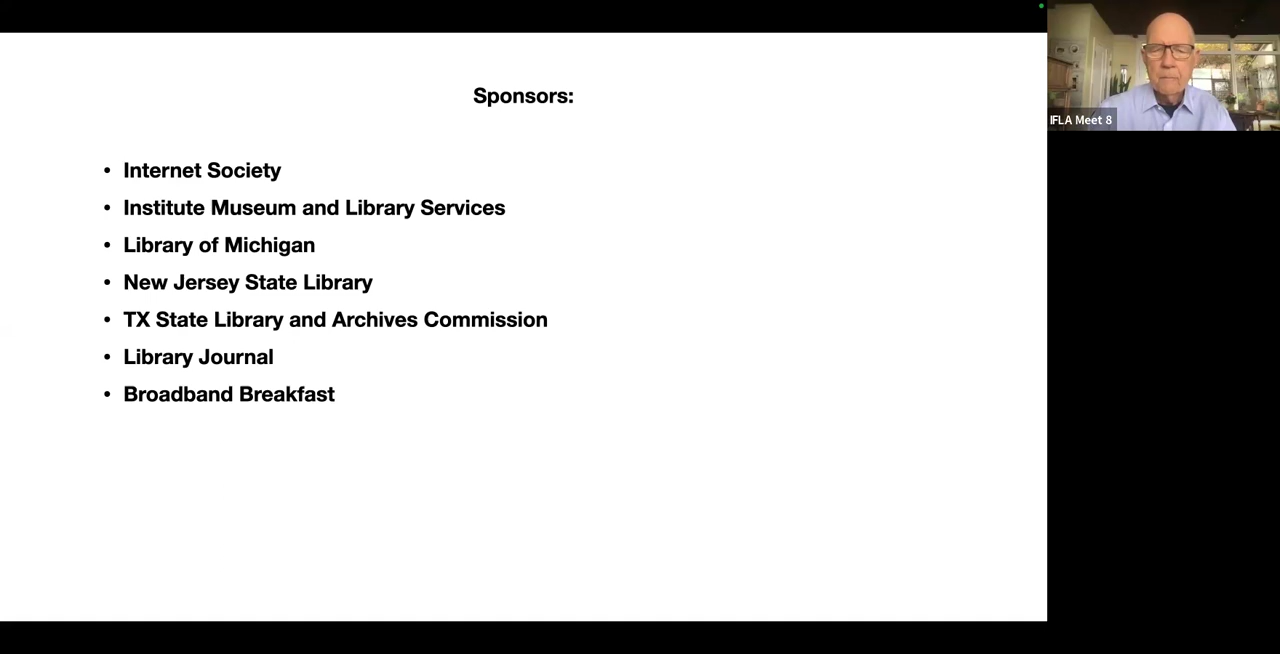 Sponsors:
• Internet Society
• Institute Museum and Library Services
• Library of Michigan
• New Jersey State Library
• TX State Library and Archives Commission
• Library Journal
• Broadband Breakfast
IFLA Meet 8